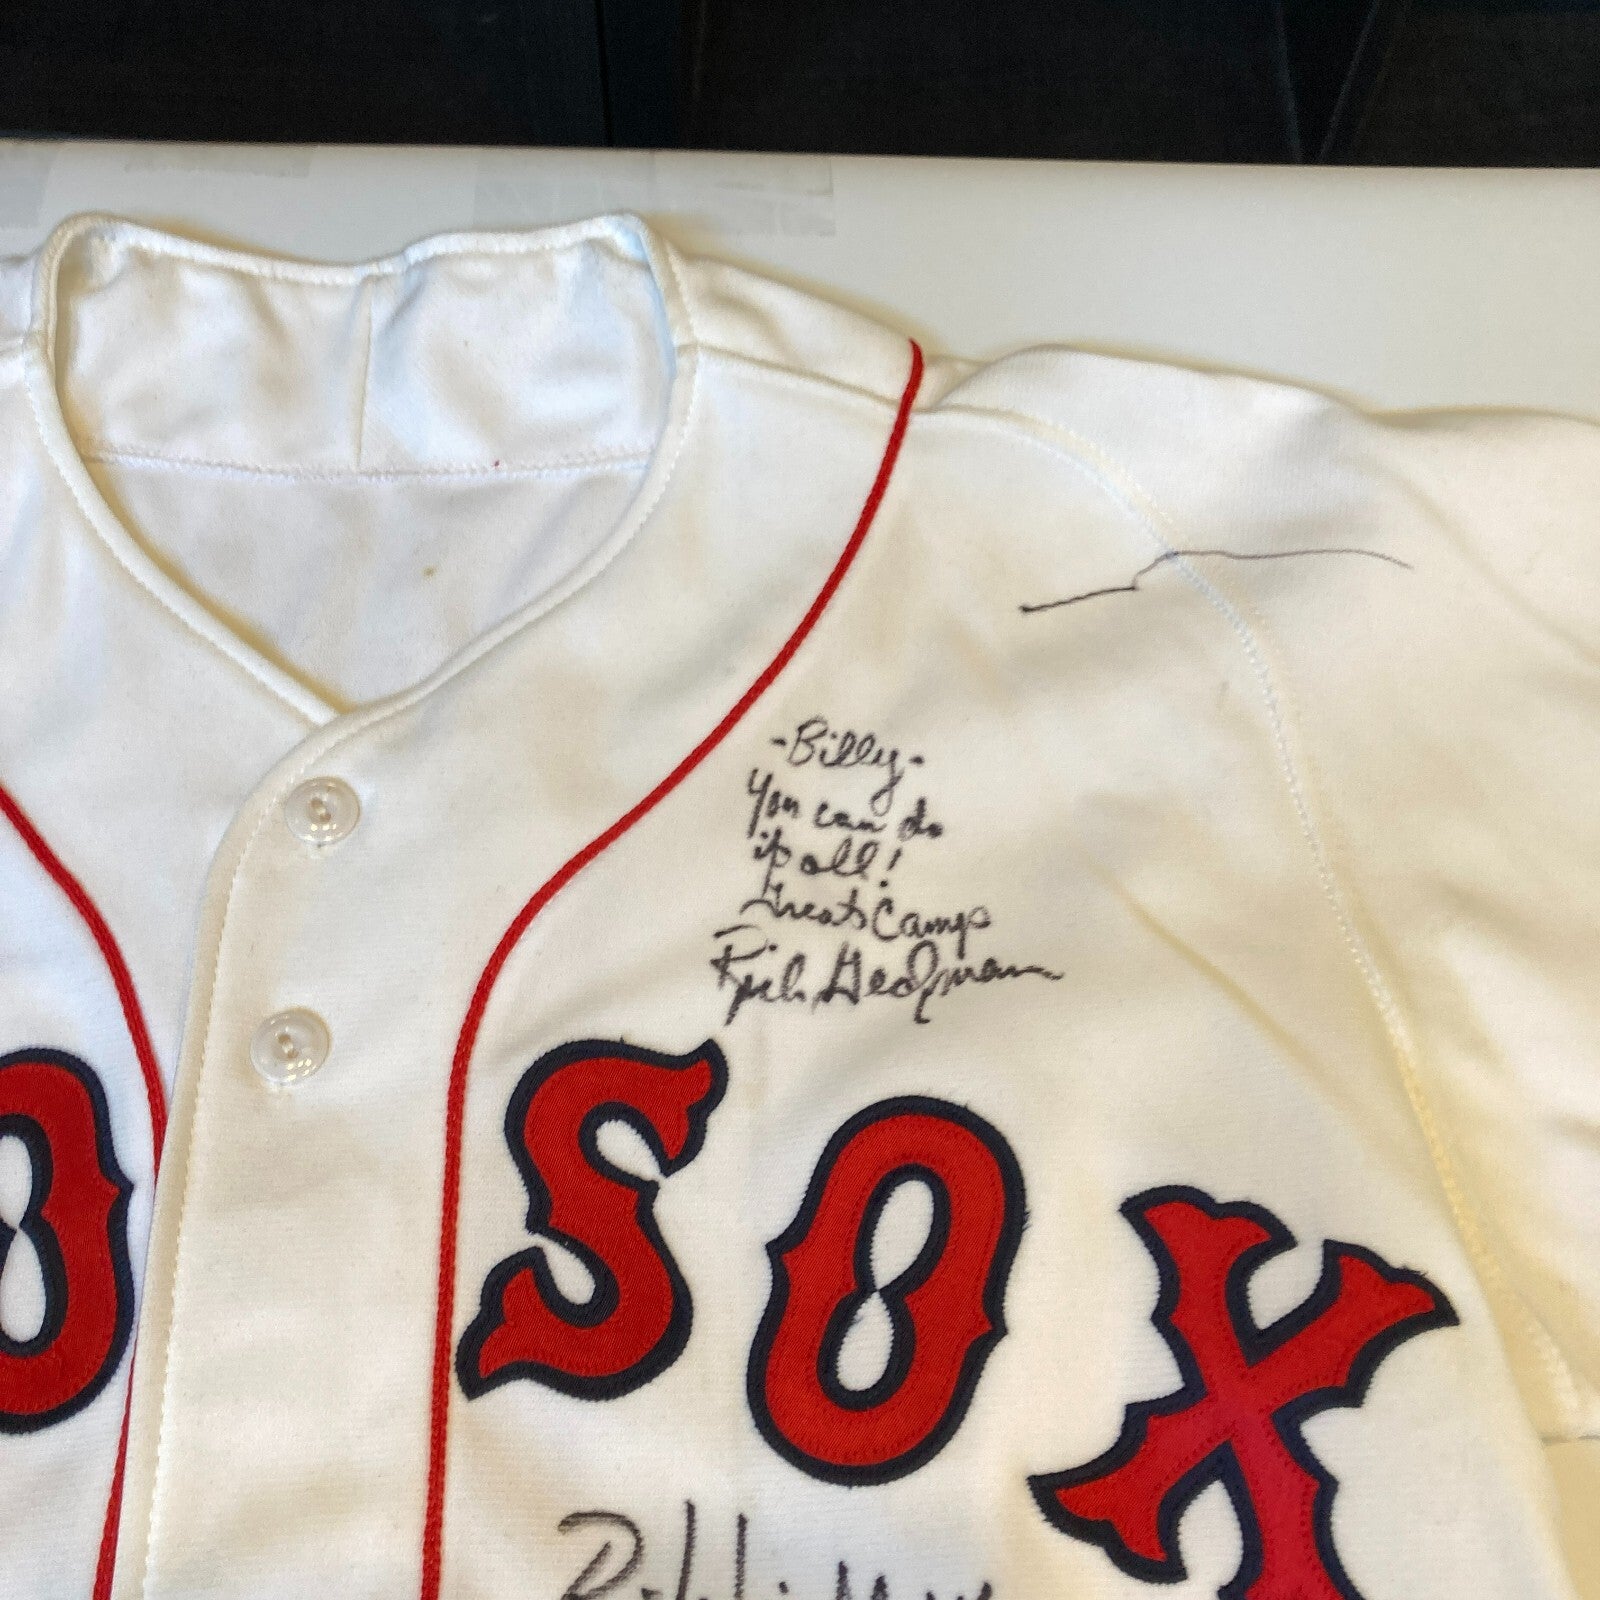 -Billy-
You can do
it all!
Great Camp
Rich Gedman
SOX